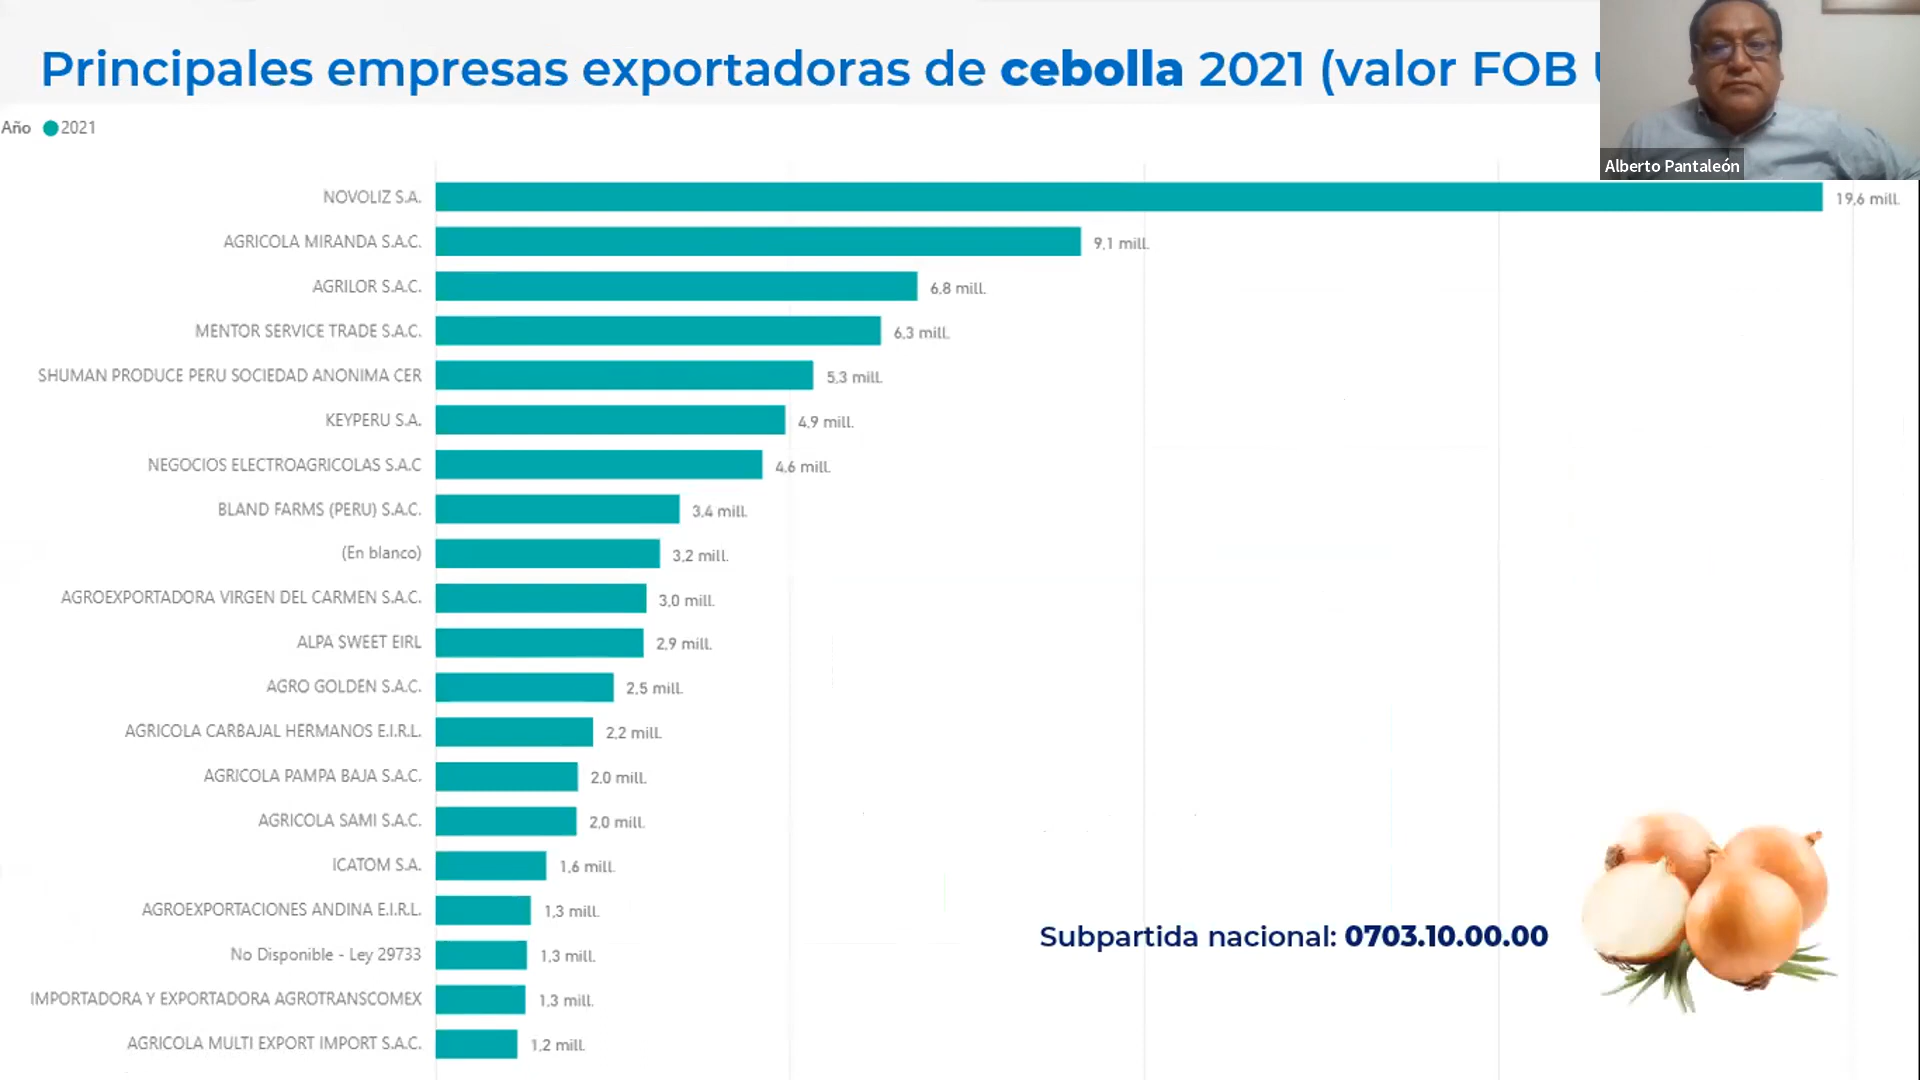 Principales empresas exportadoras de cebolla 2021 (valor FOB
Alberto Pantaleón
Año 2021
NOVOLIZ S.A. 19,6 mill.
AGRICOLA MIRANDA S.A.C. 9,1 mill.
AGRILOR S.A.C. 6,8 mill.
MENTOR SERVICE TRADE S.A.C. 6,3 mill.
SHUMAN PRODUCE PERU SOCIEDAD ANONIMA CER 5,3 mill.
KEYPERU S.A. 4,9 mill.
NEGOCIOS ELECTROAGRICOLAS S.A.C 4,6 mill.
BLAND FARMS (PERU) S.A.C. 3,4 mill.
(En blanco) 3,2 mill.
AGROEXPORTADORA VIRGEN DEL CARMEN S.A.C. 3,0 mill.
ALPA SWEET EIRL 2,9 mill.
AGRO GOLDEN S.A.C. 2,5 mill.
AGRICOLA CARBAJAL HERMANOS E.I.R.L. 2,2 mill.
AGRICOLA PAMPA BAJA S.A.C. 2,0 mill.
AGRICOLA SAMI S.A.C. 2,0 mill.
ICATOM S.A. 1,6 mill.
AGROEXPORTACIONES ANDINA E.I.R.L. 1,3 mill.
No Disponible - Ley 29733 1,3 mill.
IMPORTADORA Y EXPORTADORA AGROTRANSCOMEX 1,3 mill.
AGRICOLA MULTI EXPORT IMPORT S.A.C. 1,2 mill.
Subpartida nacional: 0703.10.00.00